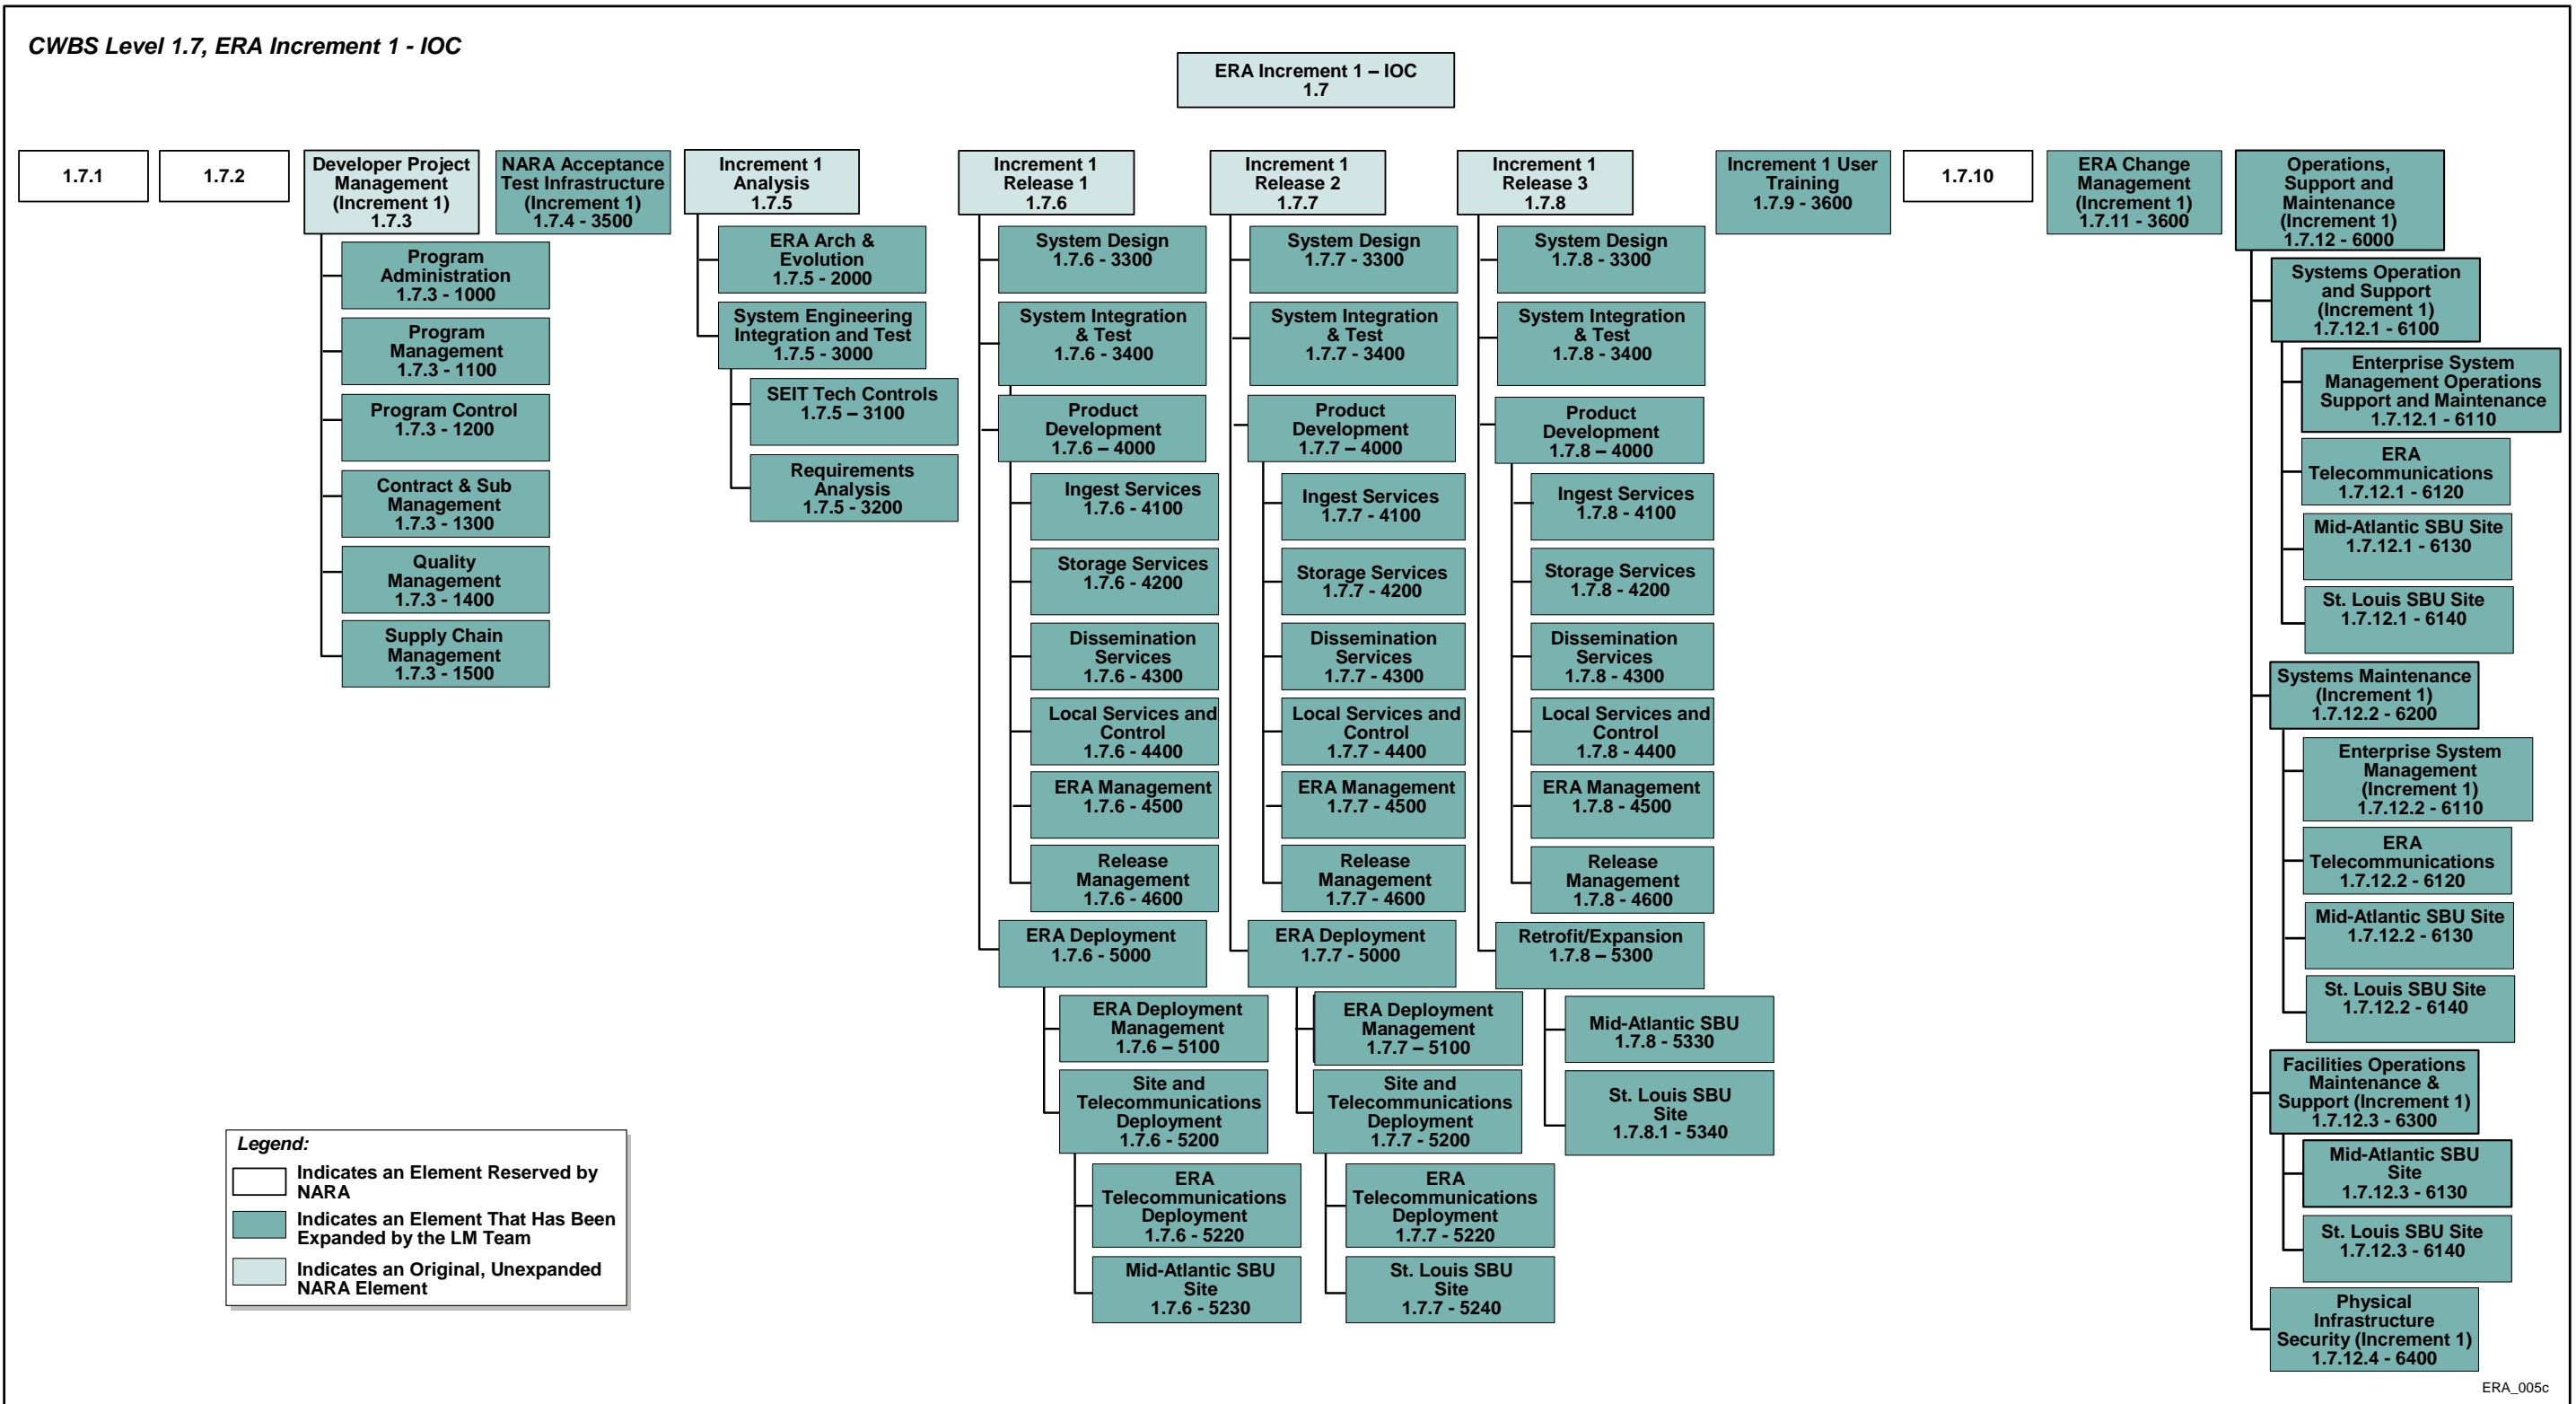 CWBS Level 1.7, ERA Increment 1 - IOC
ERA Increment 1 – IOC
1.7
1.7.1
1.7.2
Developer Project
Management
(Increment 1)
1.7.3
Program
Administration
1.7.3 - 1000
Program
Management
1.7.3 - 1100
Program Control
1.7.3 - 1200
Contract & Sub
Management
1.7.3 - 1300
Quality
Management
1.7.3 - 1400
Supply Chain
Management
1.7.3 - 1500
NARA Acceptance
Test Infrastructure
(Increment 1)
1.7.4 - 3500
Increment 1
Analysis
1.7.5
ERA Arch &
Evolution
1.7.5 - 2000
System Engineering
Integration and Test
1.7.5 - 3000
SEIT Tech Controls
1.7.5 – 3100
Requirements
Analysis
1.7.5 - 3200
Increment 1
Release 1
1.7.6
System Design
1.7.6 - 3300
System Integration
& Test
1.7.6 - 3400
Product
Development
1.7.6 – 4000
Ingest Services
1.7.6 - 4100
Storage Services
1.7.6 - 4200
Dissemination
Services
1.7.6 - 4300
Local Services and
Control
1.7.6 - 4400
ERA Management
1.7.6 - 4500
Release
Management
1.7.6 - 4600
ERA Deployment
1.7.6 - 5000
ERA Deployment
Management
1.7.6 – 5100
Site and
Telecommunications
Deployment
1.7.6 - 5200
ERA
Telecommunications
Deployment
1.7.6 - 5220
Mid-Atlantic SBU
Site
1.7.6 - 5230
Increment 1
Release 2
1.7.7
System Design
1.7.7 - 3300
System Integration
& Test
1.7.7 - 3400
Product
Development
1.7.7 – 4000
Ingest Services
1.7.7 - 4100
Storage Services
1.7.7 - 4200
Dissemination
Services
1.7.7 - 4300
Local Services and
Control
1.7.7 - 4400
ERA Management
1.7.7 - 4500
Release
Management
1.7.7 - 4600
ERA Deployment
1.7.7 - 5000
ERA Deployment
Management
1.7.7 – 5100
Site and
Telecommunications
Deployment
1.7.7 - 5200
ERA
Telecommunications
Deployment
1.7.7 - 5220
St. Louis SBU
Site
1.7.7 - 5240
Increment 1
Release 3
1.7.8
System Design
1.7.8 - 3300
System Integration
& Test
1.7.8 - 3400
Product
Development
1.7.8 – 4000
Ingest Services
1.7.8 - 4100
Storage Services
1.7.8 - 4200
Dissemination
Services
1.7.8 - 4300
Local Services and
Control
1.7.8 - 4400
ERA Management
1.7.8 - 4500
Release
Management
1.7.8 - 4600
Retrofit/Expansion
1.7.8 – 5300
Mid-Atlantic SBU
1.7.8 - 5330
St. Louis SBU
Site
1.7.8.1 - 5340
Increment 1 User
Training
1.7.9 - 3600
1.7.10
ERA Change
Management
(Increment 1)
1.7.11 - 3600
Operations,
Support and
Maintenance
(Increment 1)
1.7.12 - 6000
Systems Operation
and Support
(Increment 1)
1.7.12.1 - 6100
Enterprise System
Management Operations
Support and Maintenance
1.7.12.1 - 6110
ERA
Telecommunications
1.7.12.1 - 6120
Mid-Atlantic SBU Site
1.7.12.1 - 6130
St. Louis SBU Site
1.7.12.1 - 6140
Systems Maintenance
(Increment 1)
1.7.12.2 - 6200
Enterprise System
Management
(Increment 1)
1.7.12.2 - 6110
ERA
Telecommunications
1.7.12.2 - 6120
Mid-Atlantic SBU Site
1.7.12.2 - 6130
St. Louis SBU Site
1.7.12.2 - 6140
Facilities Operations
Maintenance &
Support (Increment 1)
1.7.12.3 - 6300
Mid-Atlantic SBU
Site
1.7.12.3 - 6130
St. Louis SBU Site
1.7.12.3 - 6140
Physical
Infrastructure
Security (Increment 1)
1.7.12.4 - 6400
Legend:
Indicates an Element Reserved by
NARA
Indicates an Element That Has Been
Expanded by the LM Team
Indicates an Original, Unexpanded
NARA Element
ERA_005c